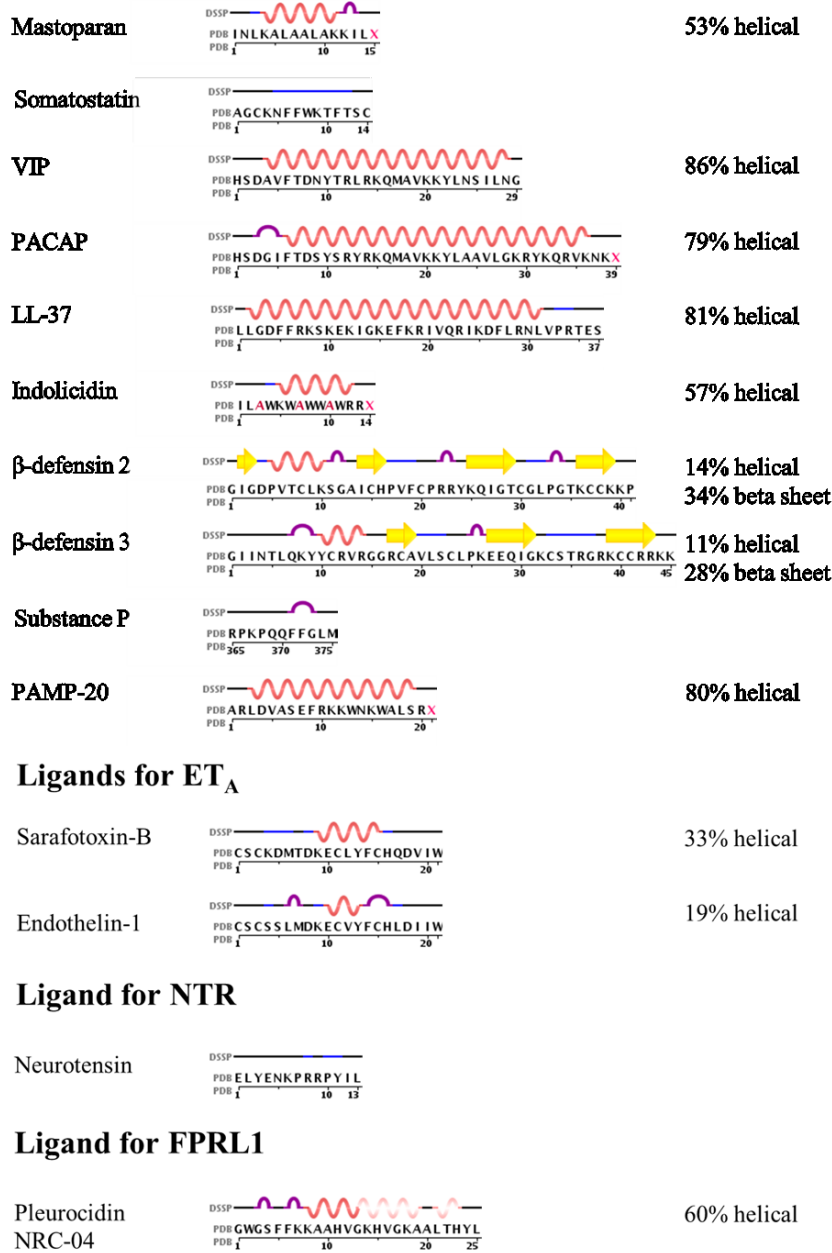 Mastoparan
DSSP
53% helical
PDB INLKALAALAKKILX
PDB 1 10 15
Somatostatin
DSSP
PDB AGCKNFFWKTFTSC
PDB 1 10 14
VIP
DSSP
86% helical
PDB HSDAVFTDNYTRLRKQMAVKKYLNSILNG
PDB 1 10 20 29
PACAP
DSSP
79% helical
PDB HSDGIFTDSYSRYRKQMAVKKYLAAVLGKRYKQRVKNKX
PDB 1 10 20 30 39
LL-37
DSSP
81% helical
PDB LLGDFFRKSKEKIGKEFKRIVQRIKDFLRNLVPRTES
PDB 1 10 20 30 37
Indolicidin
DSSP
57% helical
PDB ILAWKWAWWAWRRX
PDB 1 10 14
β-defensin 2
DSSP
14% helical
PDB GIGDPVTCLKSGAICHPVFCPRRYKQIGTCGLPGTKCCKKP
34% beta sheet
PDB 1 10 20 30 40
β-defensin 3
DSSP
11% helical
PDB GIINTLQKYYCRVRGGRCAVLSCLPKEEQIGKCSTRGRKCCRRKK
28% beta sheet
PDB 1 10 20 30 40 45
Substance P
DSSP
PDB RPKPQQFFGLM
PDB 365 370 375
PAMP-20
DSSP
80% helical
PDB ARLDVASEFRKKWNKWALSRX
PDB 1 10 20
Ligands for ETA
Sarafotoxin-B
DSSP
33% helical
PDB CSCKDMTDKECLYFCHQDVIW
PDB 1 10 20
Endothelin-1
DSSP
19% helical
PDB CSCSSLMDKECVYFCHLDIIW
PDB 1 10 20
Ligand for NTR
Neurotensin
DSSP
PDB ELYENKPRRPYIL
PDB 1 10 13
Ligand for FPRL1
Pleurocidin
DSSP
60% helical
NRC-04
PDB GWGSFFKKAAHVGKHVGKAALTHYL
PDB 1 10 20 25